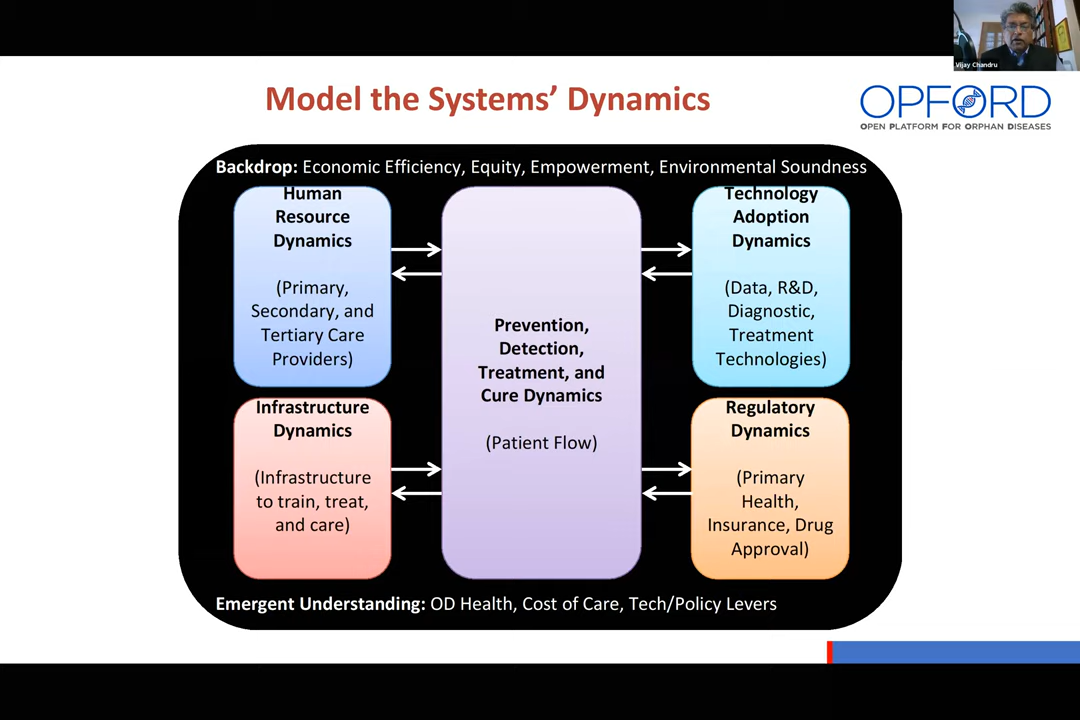 Vijay Chandru
Model the Systems’ Dynamics
OPFORD
OPEN PLATFORM FOR ORPHAN DISEASES
Backdrop: Economic Efficiency, Equity, Empowerment, Environmental Soundness
Human
Resource
Dynamics
(Primary,
Secondary, and
Tertiary Care
Providers)
Infrastructure
Dynamics
(Infrastructure
to train, treat,
and care)
Prevention,
Detection,
Treatment, and
Cure Dynamics
(Patient Flow)
Technology
Adoption
Dynamics
(Data, R&D,
Diagnostic,
Treatment
Technologies)
Regulatory
Dynamics
(Primary
Health,
Insurance, Drug
Approval)
Emergent Understanding: OD Health, Cost of Care, Tech/Policy Levers